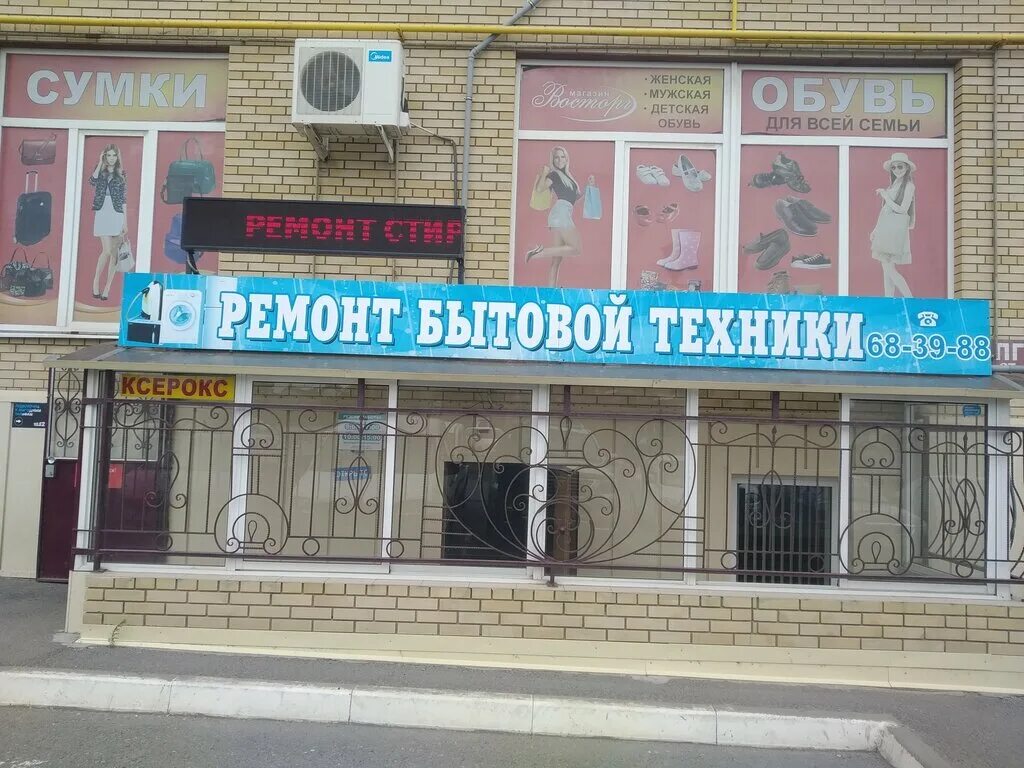 СУМКИ
Midea
магазин
Восторг
· ЖЕНСКАЯ
· МУЖСКАЯ
· ДЕТСКАЯ
ОБУВЬ
ОБУВЬ
ДЛЯ ВСЕЙ СЕМЬИ
РЕМОНТ СТИР
РЕМОНТ БЫТОВОЙ ТЕХНИКИ
68-39-88
КСЕРОКС
ОТКРЫТО